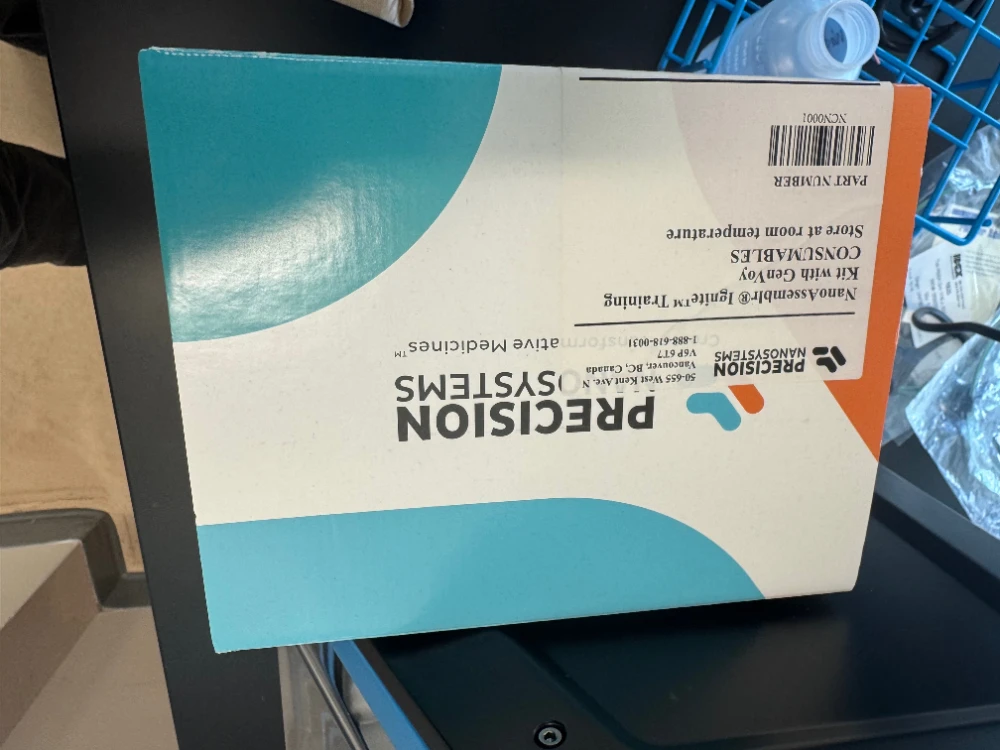 PRECISION
NANOSYSTEMS
50-655 West Kent Ave. N
Vancouver, BC, Canada
V6P 6T7
1-888-618-0031
NanoAssemblr® Ignite™ Training
Kit with GenVoy
CONSUMABLES
Store at room temperature
PART NUMBER
NCN0001
PRECISION
NANOSYSTEMS
ative Medicines™